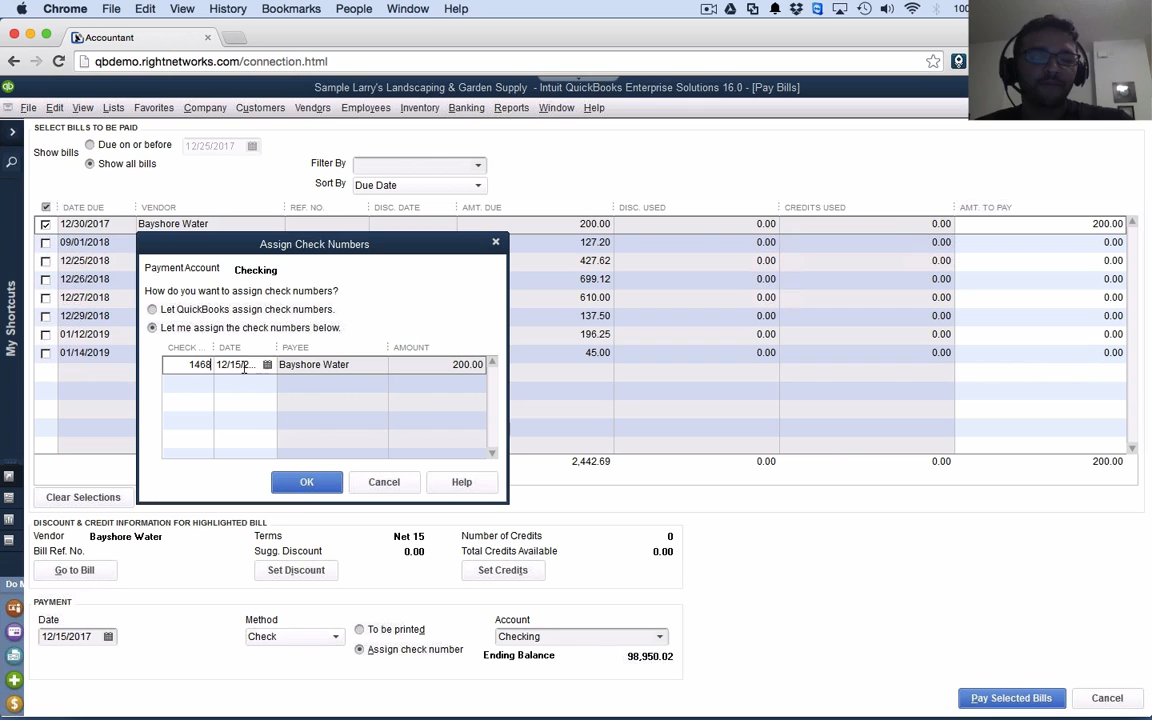 Chrome File Edit View History Bookmarks People Window Help 100
Accountant
qbdemo.rightnetworks.com/connection.html
Sample Larry's Landscaping & Garden Supply - Intuit QuickBooks Enterprise Solutions 16.0 - [Pay Bills]
File Edit View Lists Favorites Company Customers Vendors Employees Inventory Banking Reports Window Help
SELECT BILLS TO BE PAID
Show bills Due on or before 12/25/2017
Show all bills
Filter By
Sort By Due Date
DATE DUE VENDOR REF. NO. DISC. DATE AMT. DUE DISC. USED CREDITS USED AMT. TO PAY
12/30/2017 Bayshore Water 200.00 0.00 0.00 200.00
09/01/2018 127.20 0.00 0.00 0.00
12/25/2018 427.62 0.00 0.00 0.00
12/26/2018 699.12 0.00 0.00 0.00
12/27/2018 610.00 0.00 0.00 0.00
12/29/2018 137.50 0.00 0.00 0.00
01/12/2019 196.25 0.00 0.00 0.00
01/14/2019 45.00 0.00 0.00 0.00
2,442.69 0.00 0.00 200.00
My Shortcuts
Do M
Assign Check Numbers
Payment Account Checking
How do you want to assign check numbers?
Let QuickBooks assign check numbers.
Let me assign the check numbers below.
CHECK ... DATE PAYEE AMOUNT
1468 12/15/2... Bayshore Water 200.00
OK Cancel Help
Clear Selections
DISCOUNT & CREDIT INFORMATION FOR HIGHLIGHTED BILL
Vendor Bayshore Water Terms Net 15 Number of Credits 0
Bill Ref. No. Sugg. Discount 0.00 Total Credits Available 0.00
Go to Bill Set Discount Set Credits
PAYMENT
Date Method Account
12/15/2017 Check To be printed Checking
Assign check number Ending Balance 98,950.02
Pay Selected Bills Cancel